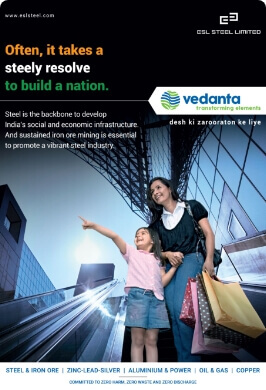 www.eslsteel.com
ESL STEEL LIMITED
Often, it takes a
steely resolve
to build a nation.
vedanta
transforming elements
desh ki zarooraton ke liye
Steel is the backbone to develop
India's social and economic infrastructure.
And sustained iron ore mining is essential
to promote a vibrant steel industry.
STEEL & IRON ORE | ZINC-LEAD-SILVER | ALUMINIUM & POWER | OIL & GAS | COPPER
COMMITTED TO ZERO HARM, ZERO WASTE AND ZERO DISCHARGE